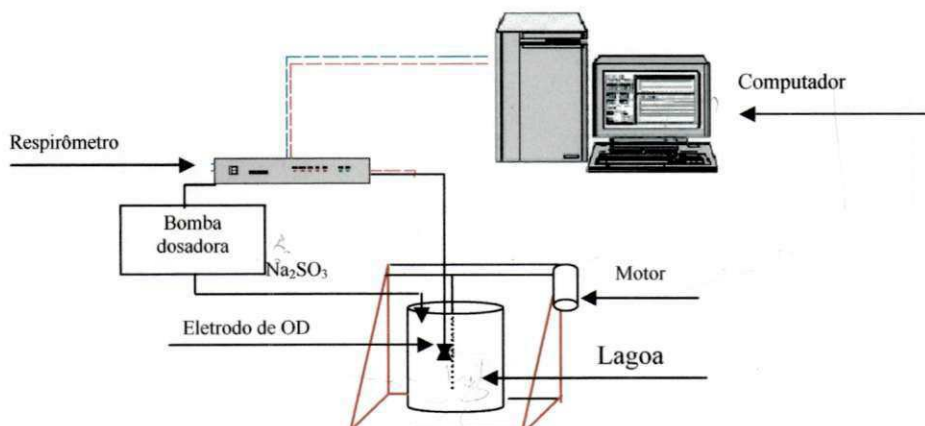 Computador
Respirômetro
Bomba
dosadora
Na₂SO₃
Motor
Eletrodo de OD
Lagoa